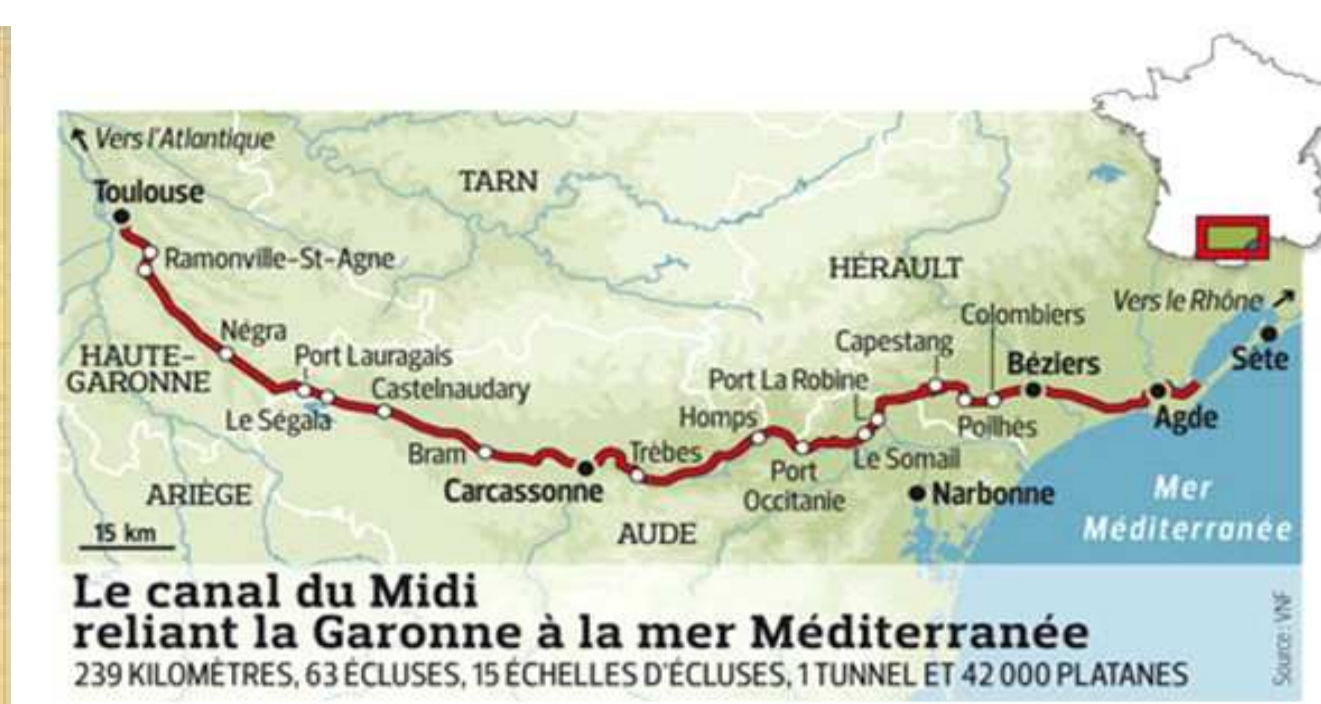 Vers l'Atlantique
Toulouse
TARN
Ramonville-St-Agne
HÉRAULT
Vers le Rhône
Colombiers
Négra
Capestang
Béziers
Sète
HAUTE-
GARONNE
Port Lauragais
Port La Robine
Castelnaudary
Homps
Agde
Le Ségala
Poilhès
Bram
Trèbes
Le Somail
Port
Occitanie
ARIÈGE
Carcassonne
Narbonne
Mer
Méditerranée
15 km
AUDE
Le canal du Midi
reliant la Garonne à la mer Méditerranée
239 KILOMÈTRES, 63 ÉCLUSES, 15 ÉCHELLES D'ÉCLUSES, 1 TUNNEL ET 42 000 PLATANES
Source: VNF